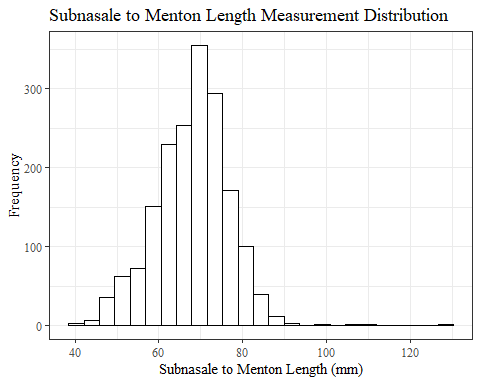 Subnasale to Menton Length Measurement Distribution
Frequency
300
200
100
0
40 60 80 100 120
Subnasale to Menton Length (mm)